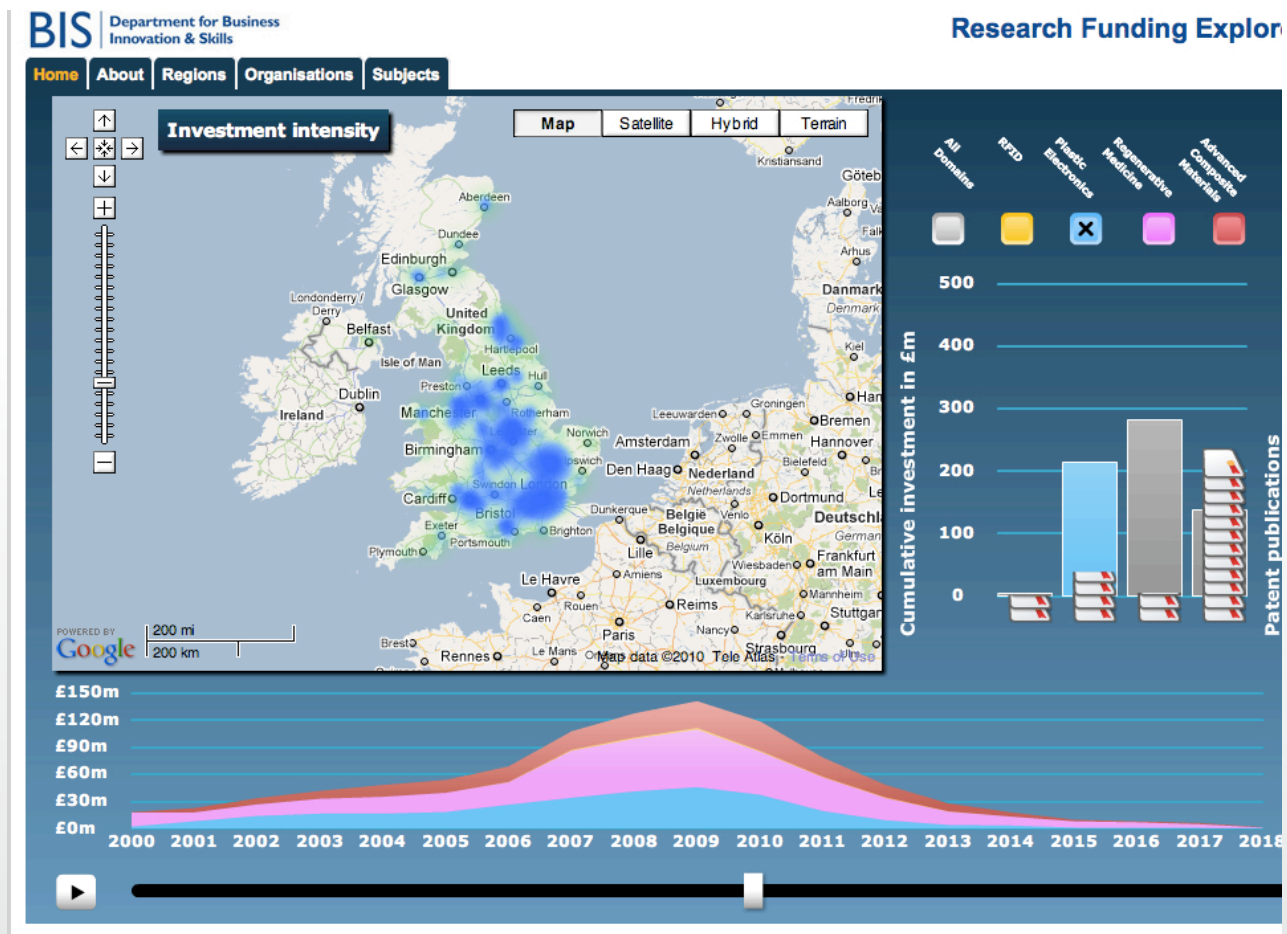 BIS Department for Business
Innovation & Skills
Research Funding Explor
Home About Regions Organisations Subjects
Investment intensity
Map Satellite Hybrid Terrain
Fredrik
Kristiansand
Göteb
Aalborg
Aberdeen
Falk
Dundee
Arhus
Edinburgh
Glasgow
Danmark
Denmark
Londonderry /
Derry
United
Kingdom
Belfast
Hartlepool
Kiel
Isle of Man
Leeds
Hull
Preston
Dublin
Ireland
Manchester
Rotherham
Groningen
Leeuwarden
Bremen
Norwich
Amsterdam
Zwolle
Emmen
Hannover
Birmingham
Den Haag
Nederland
Bielefeld
Netherlands
Swindon
London
Dortmund
Cardiff
Bristol
Dunkerque
België
Belgique
Venlo
Deutschl
Exeter
Brighton
Köln
German
Portsmouth
Plymouth
Lille
Belgium
Frankfurt
am Main
Wiesbaden
Le Havre
Amiens
Luxembourg
Rouen
Reims
Mannheim
Caen
Karlsruhe
Stuttgar
Paris
Nancy
Strasbourg
Brest
Rennes
Le Mans
POWERED BY
Google
200 mi
200 km
Map data ©2010 Tele Atlas - Terms of Use
All
Domains
RFID
Plastic
Electronics
Regenerative
Medicine
Advanced
Composite
Materials
Cumulative investment in £m
500
400
300
200
100
0
Patent publications
£150m
£120m
£90m
£60m
£30m
£0m
2000 2001 2002 2003 2004 2005 2006 2007 2008 2009 2010 2011 2012 2013 2014 2015 2016 2017 2018